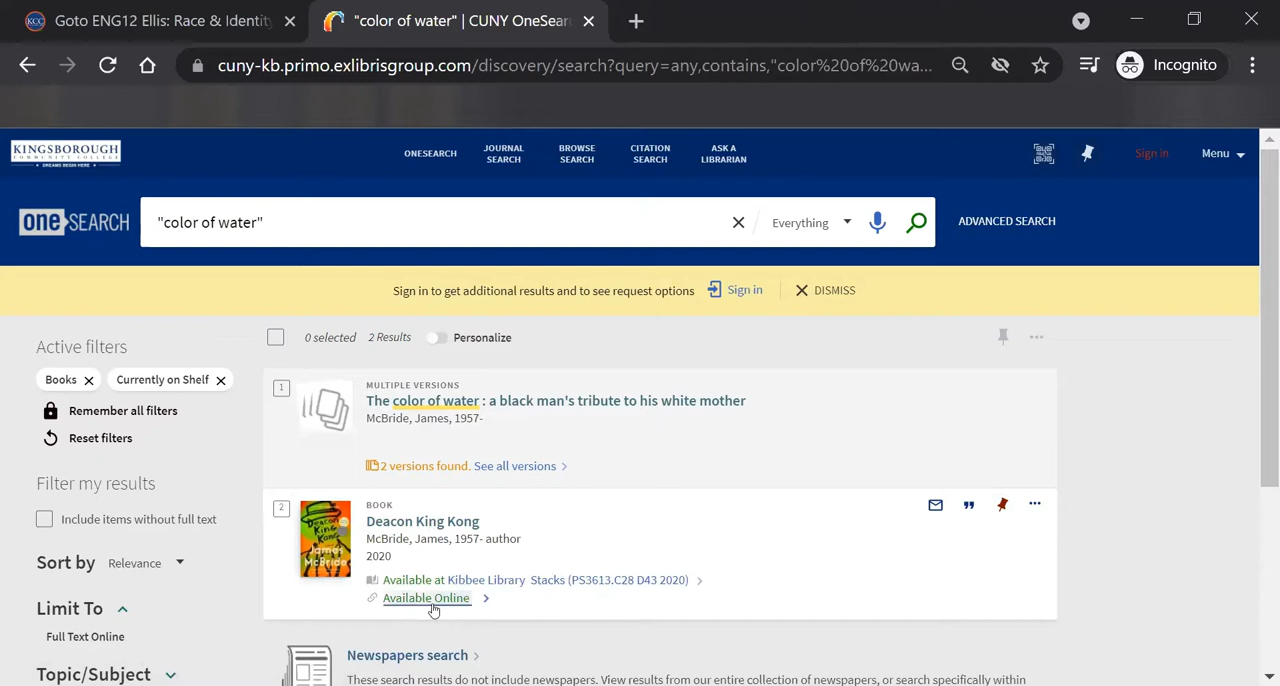 Goto ENG12 Ellis: Race & Identity
"color of water" | CUNY OneSear
cuny-kb.primo.exlibrisgroup.com/discovery/search?query=any,contains,"color%20of%20wa...
Incognito
KINGSBOROUGH
COMMUNITY COLLEGE
DREAMS BEGIN HERE
ONESEARCH
JOURNAL SEARCH
BROWSE SEARCH
CITATION SEARCH
ASK A LIBRARIAN
Sign in
Menu
one SEARCH
"color of water"
Everything
ADVANCED SEARCH
Sign in to get additional results and to see request options
Sign in
DISMISS
Active filters
Books
Currently on Shelf
Remember all filters
Reset filters
Filter my results
Include items without full text
Sort by Relevance
Limit To
Full Text Online
Topic/Subject
0 selected 2 Results Personalize
1
MULTIPLE VERSIONS
The color of water : a black man's tribute to his white mother
McBride, James, 1957-
2 versions found. See all versions
2
Deacon King Kong
James McBride
BOOK
Deacon King Kong
McBride, James, 1957- author
2020
Available at Kibbee Library Stacks (PS3613.C28 D43 2020)
Available Online
Newspapers search
These search results do not include newspapers. View results from our entire collection of newspapers, or search specifically within